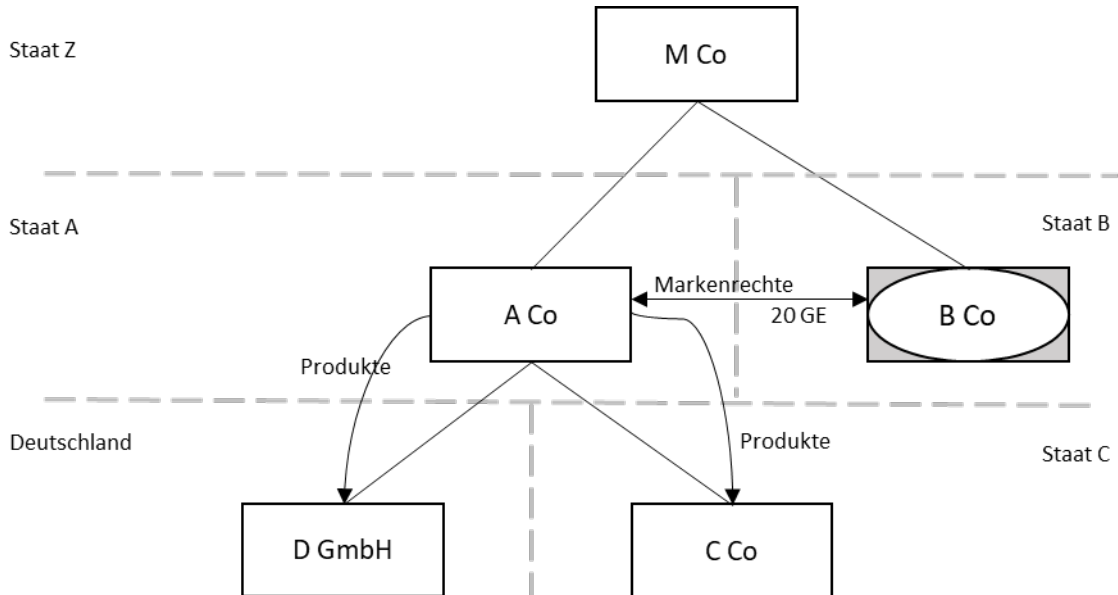 Staat Z
M Co
Staat A
Staat B
Markenrechte
A Co
20 GE
B Co
Produkte
Deutschland
Produkte
Staat C
D GmbH
C Co